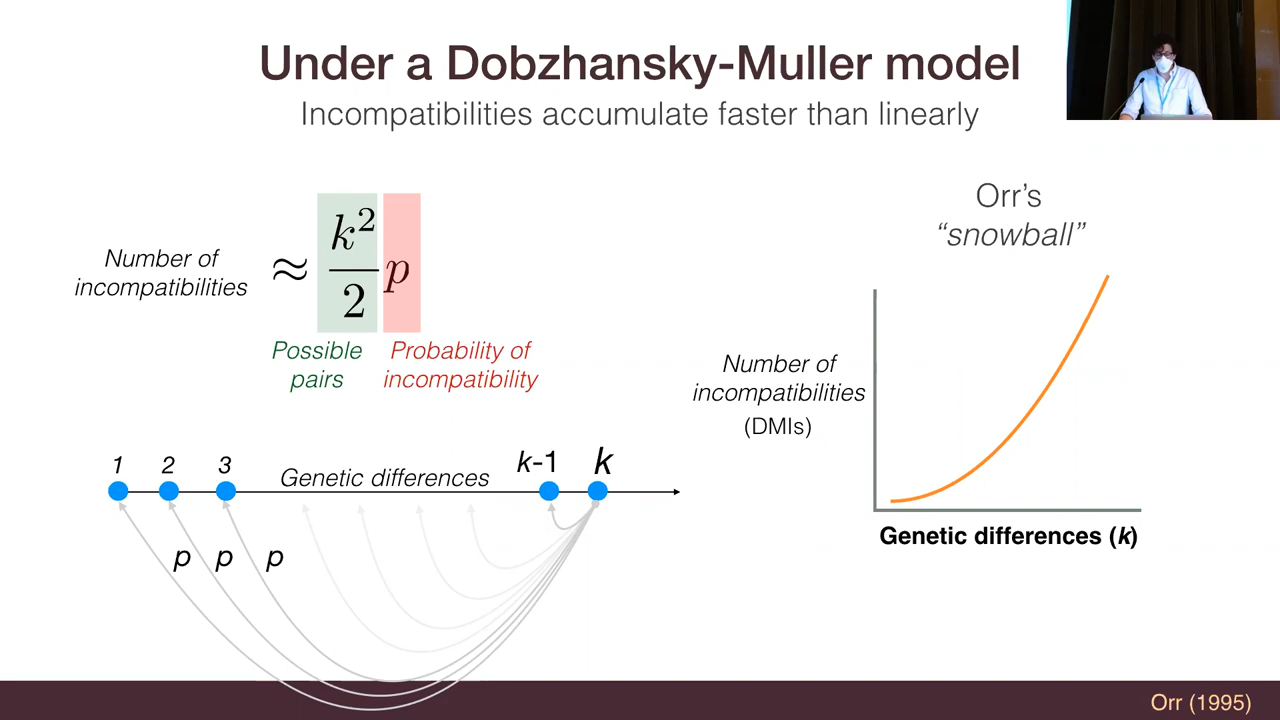 Under a Dobzhansky-Muller model
Incompatibilities accumulate faster than linearly
Number of
incompatibilities
≈ k²/2 p
Possible
pairs
Probability of
incompatibility
1 2 3 Genetic differences k-1 k
p p p
Orr's
"snowball"
Number of
incompatibilities
(DMIs)
Genetic differences (k)
Orr (1995)